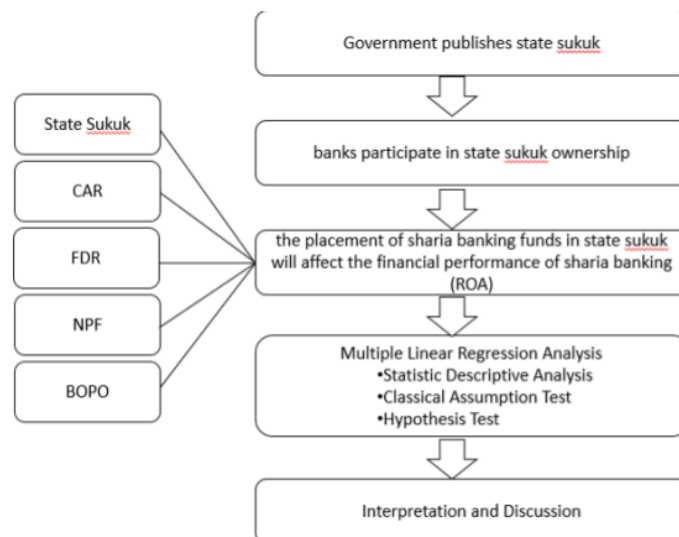 Government publishes state sukuk
State Sukuk
banks participate in state sukuk ownership
CAR
FDR
the placement of sharia banking funds in state sukuk
will affect the financial performance of sharia banking
(ROA)
NPF
BOPO
Multiple Linear Regression Analysis
•Statistic Descriptive Analysis
•Classical Assumption Test
•Hypothesis Test
Interpretation and Discussion